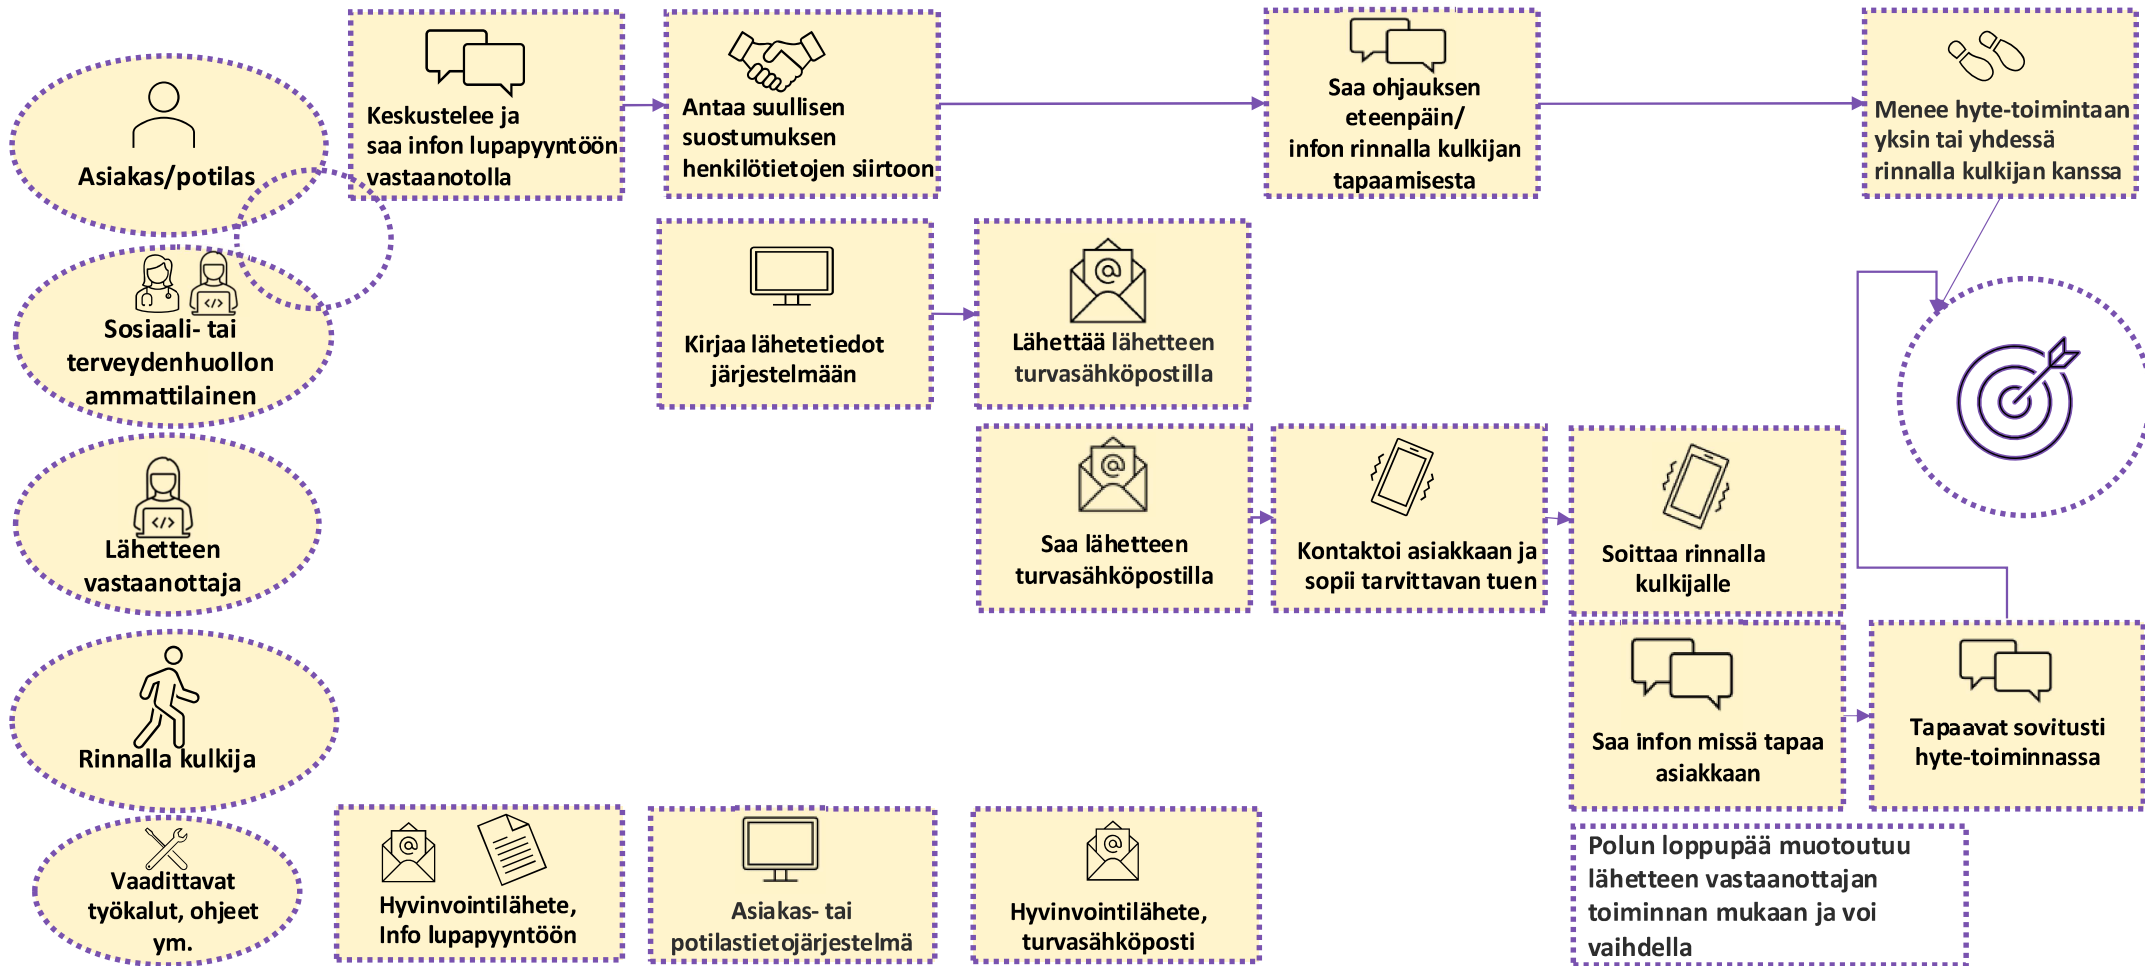 Asiakas/potilas
Keskustelee ja
saa infon lupapyyntöön
vastaanotolla
Antaa suullisen
suostumuksen
henkilötietojen siirtoon
Saa ohjauksen
eteenpäin/
infon rinnalla kulkijan
tapaamisesta
Menee hyte-toimintaan
yksin tai yhdessä
rinnalla kulkijan kanssa
Sosiaali- tai
terveydenhuollon
ammattilainen
Kirjaa lähetetiedot
järjestelmään
Lähettää lähetteen
turvasähköpostilla
Lähetteen
vastaanottaja
Saa lähetteen
turvasähköpostilla
Kontaktoi asiakkaan ja
sopii tarvittavan tuen
Soittaa rinnalla
kulkijalle
Rinnalla kulkija
Saa infon missä tapaa
asiakkaan
Tapaavat sovitusti
hyte-toiminnassa
Vaadittavat
työkalut, ohjeet
ym.
Hyvinvointilähete,
Info lupapyyntöön
Asiakas- tai
potilastietojärjestelmä
Hyvinvointilähete,
turvasähköposti
Polun loppupää muotoutuu
lähetteen vastaanottajan
toiminnan mukaan ja voi
vaihdella